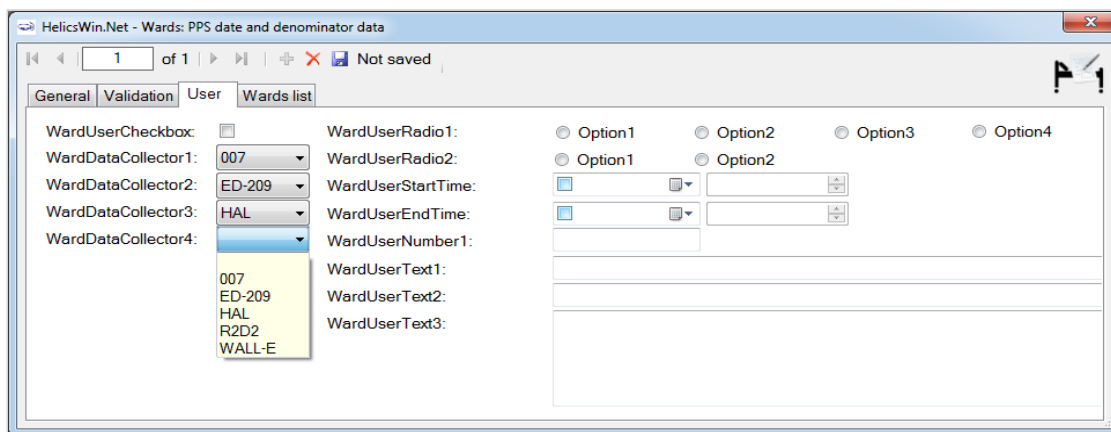 HelicsWin.Net - Wards: PPS date and denominator data
1 of 1 Not saved
General Validation User Wards list
WardUserCheckbox: WardUserRadio1: Option1 Option2 Option3 Option4
WardDataCollector1: 007 WardUserRadio2: Option1 Option2
WardDataCollector2: ED-209 WardUserStartTime:
WardDataCollector3: HAL WardUserEndTime:
WardDataCollector4: WardUserNumber1:
WardUserText1:
007
ED-209 WardUserText2:
HAL
R2D2 WardUserText3:
WALL-E